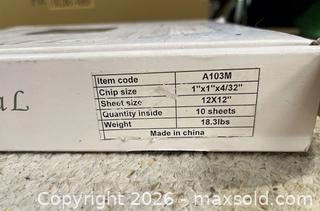 aL
Item code A103M
Chip size 1"x1"x4/32"
Sheet size 12X12"
Quantity inside 10 sheets
Weight 18.3lbs
Made in china
Copyright 2026 - maxsold.com